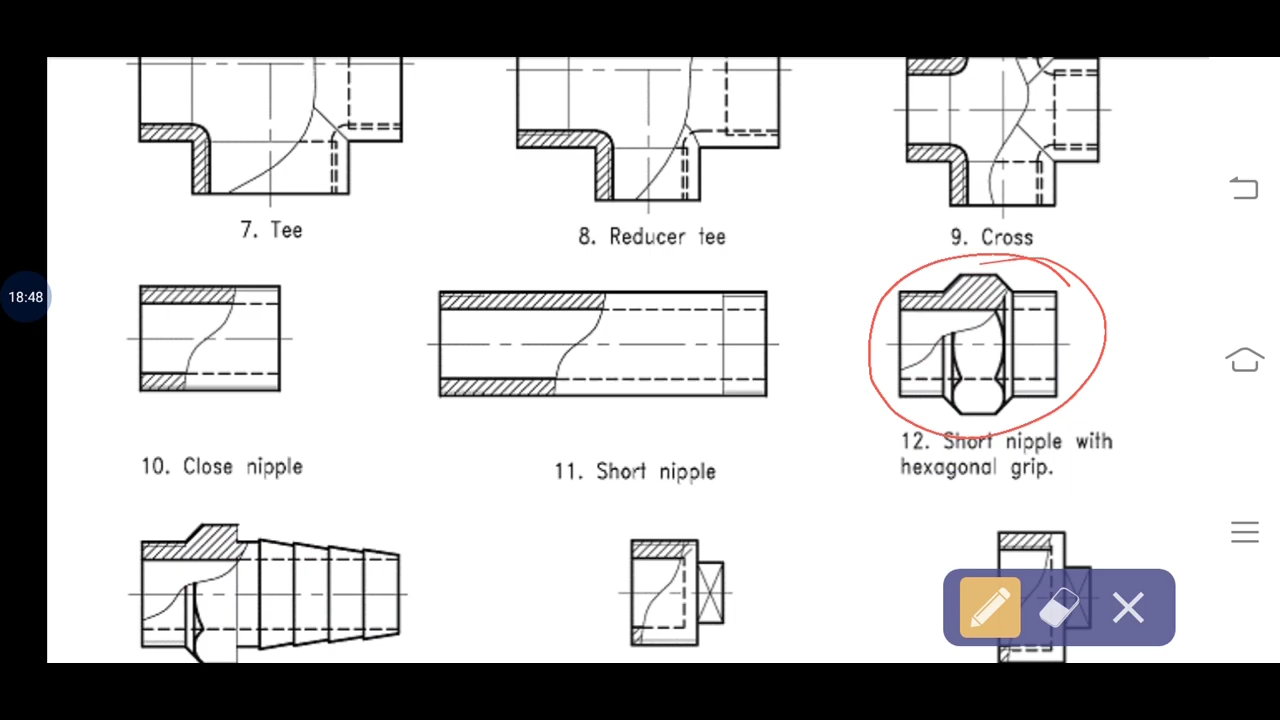 7. Tee
8. Reducer tee
9. Cross
18:48
10. Close nipple
11. Short nipple
12. Short nipple with
hexagonal grip.